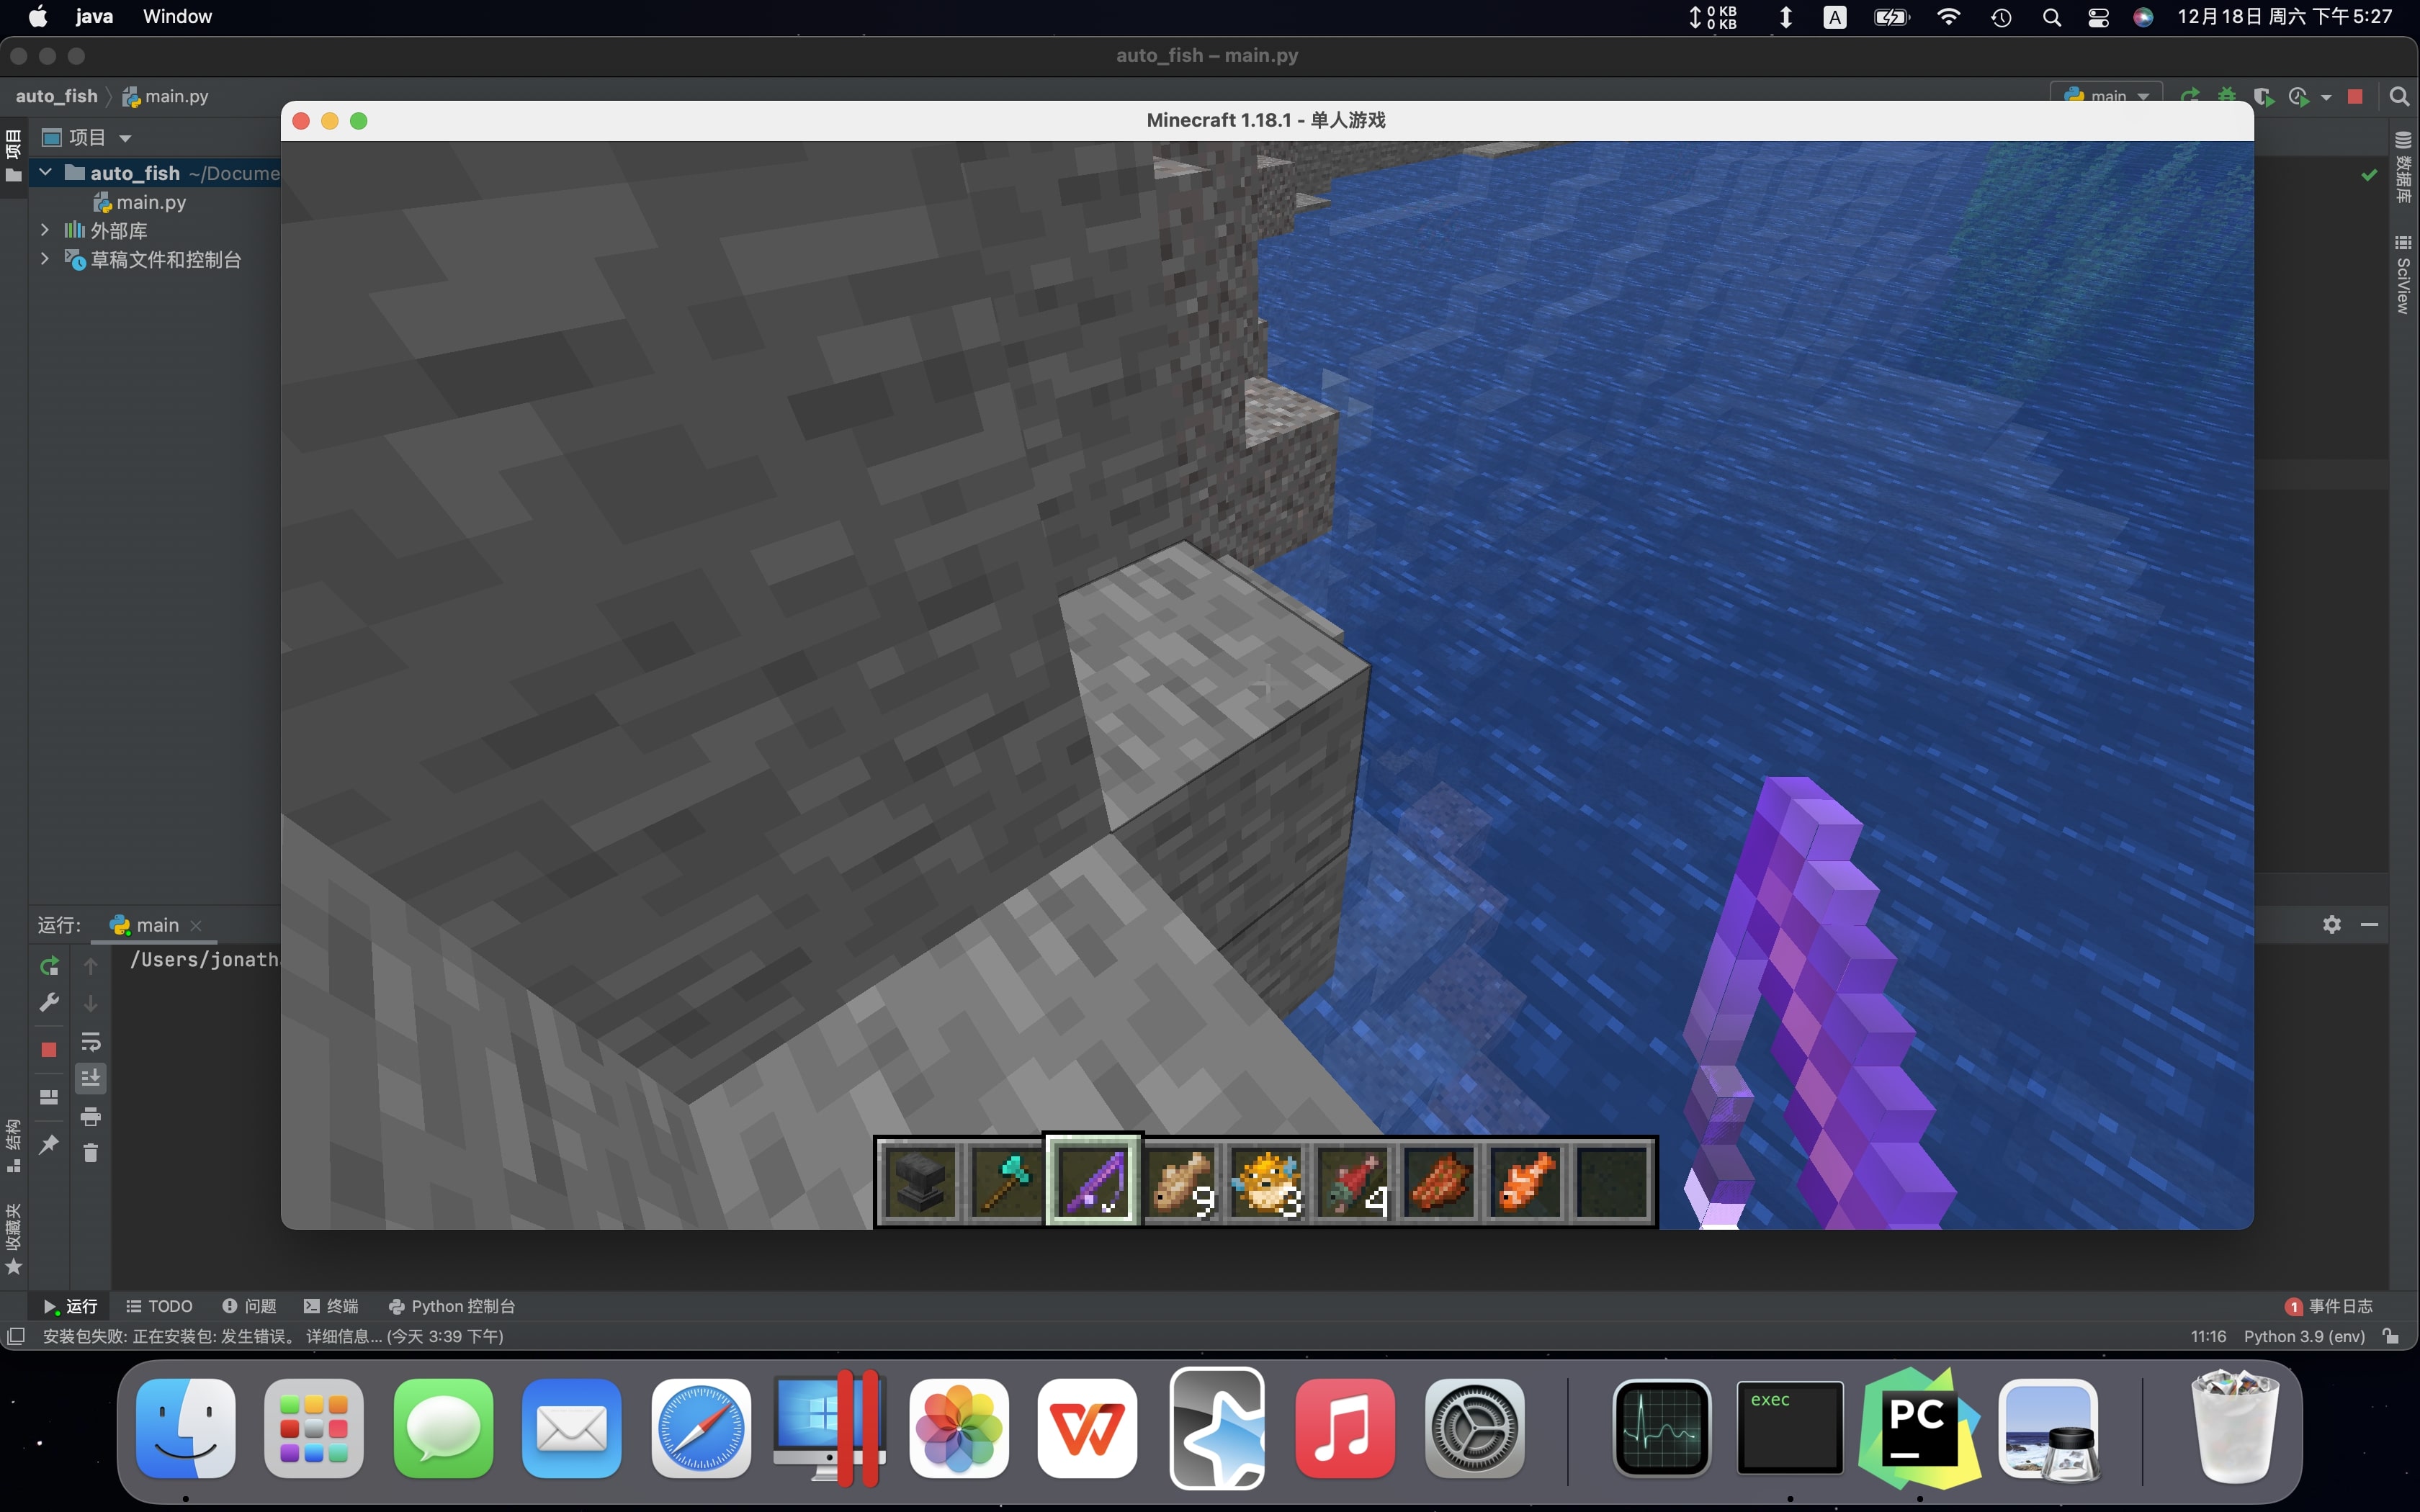 java Window 0 KB A 12月18日 周六 下午5:27
0 KB
auto_fish – main.py
auto_fish main.py main
Minecraft 1.18.1 - 单人游戏
项目
项目
auto_fish ~/Docume
main.py
外部库
草稿文件和控制台
数据库
SciView
运行: main
/Users/jonath
结构
收藏夹
9 3 4
运行 TODO 问题 终端 Python 控制台 1 事件日志
安装包失败: 正在安装包: 发生错误。 详细信息... (今天 3:39 下午) 11:16 Python 3.9 (env)
exec
PC